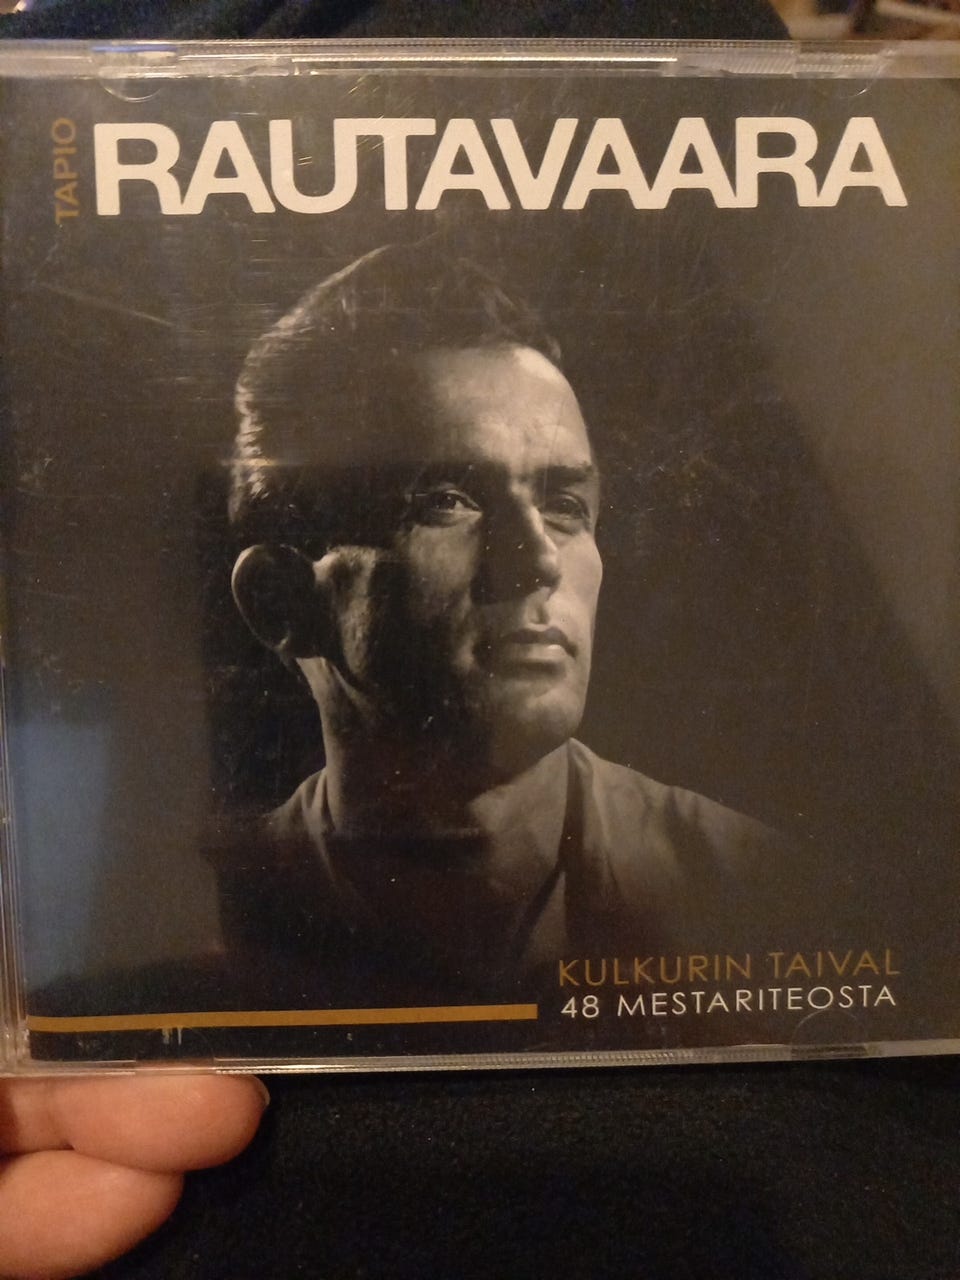 TAPIO
RAUTAVAARA
KULKURIN TAIVAL
48 MESTARITEOSTA